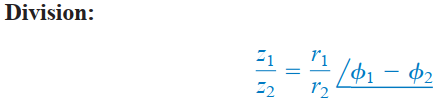 Division:
z₁/z₂ = r₁/r₂ /ϕ₁ − ϕ₂